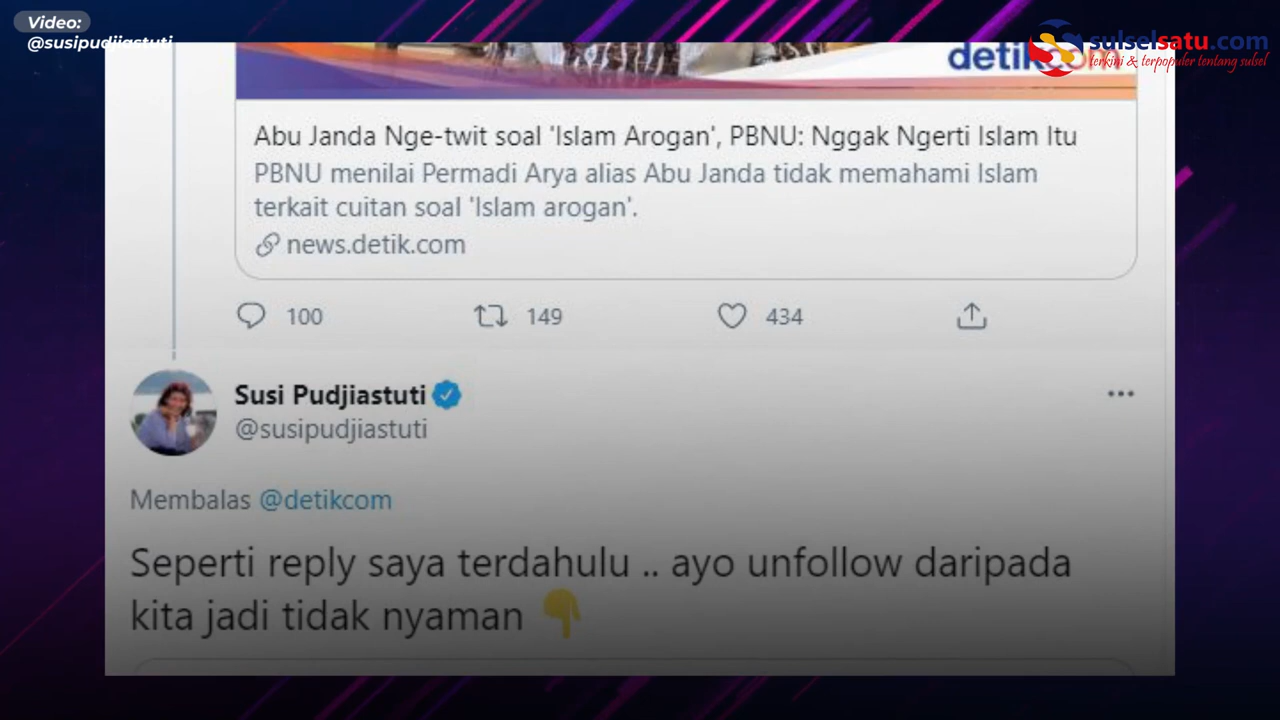 Video:
@susipudjiastuti
sulselsatu.com
terkini & terpopuler tentang sulsel
detikcom
Abu Janda Nge-twit soal 'Islam Arogan', PBNU: Nggak Ngerti Islam Itu
PBNU menilai Permadi Arya alias Abu Janda tidak memahami Islam
terkait cuitan soal 'Islam arogan'.
news.detik.com
100 149 434
Susi Pudjiastuti
@susipudjiastuti
Membalas @detikcom
Seperti reply saya terdahulu .. ayo unfollow daripada
kita jadi tidak nyaman 👇